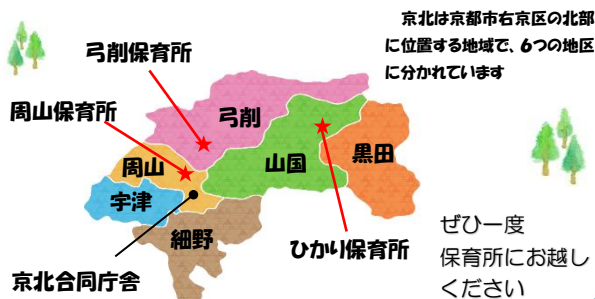 京北は京都市右京区の北部
に位置する地域で、6つの地区
に分かれています
弓削保育所
周山保育所
弓削
山国
黒田
周山
宇津
細野
ひかり保育所
京北合同庁舎
ぜひ一度
保育所にお越し
ください